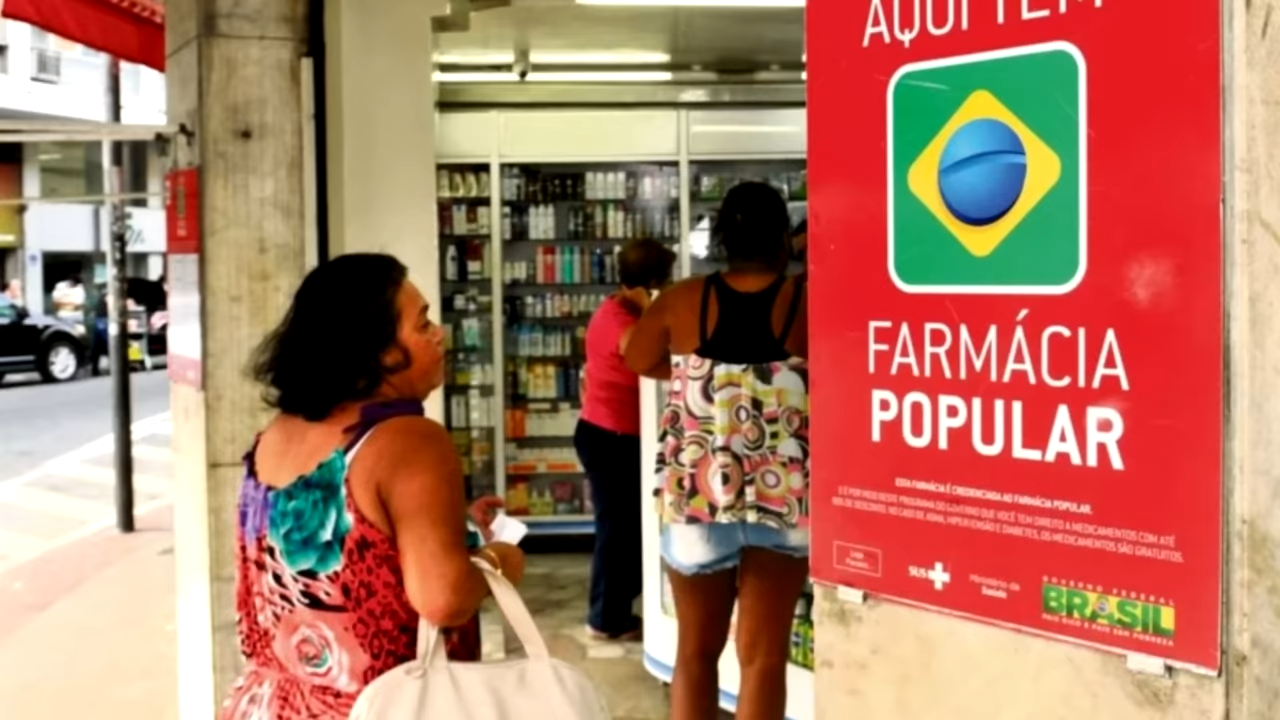 AQUI TEM
FARMÁCIA
POPULAR
ESTA FARMÁCIA É CREDENCIADA AO FARMÁCIA POPULAR.
E É POR MEIO DESTE PROGRAMA DO GOVERNO QUE VOCÊ TEM DIREITO A MEDICAMENTOS COM ATÉ
90% DE DESCONTO. NO CASO DE ASMA, HIPERTENSÃO E DIABETES, OS MEDICAMENTOS SÃO GRATUITOS.
SUS
Ministério da
Saúde
GOVERNO FEDERAL
BRASIL
PAÍS RICO É PAÍS SEM POBREZA